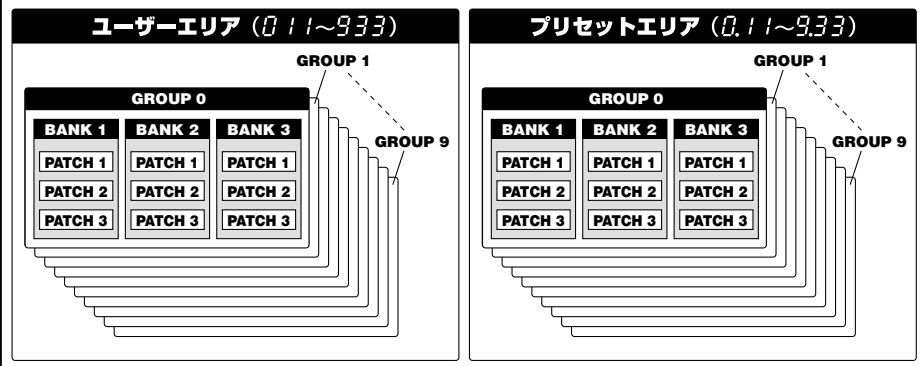 ユーザーエリア（011～933）
GROUP 1
GROUP 0
GROUP 9
BANK 1 BANK 2 BANK 3
PATCH 1 PATCH 1 PATCH 1
PATCH 2 PATCH 2 PATCH 2
PATCH 3 PATCH 3 PATCH 3
プリセットエリア（0.11～9.33）
GROUP 1
GROUP 0
GROUP 9
BANK 1 BANK 2 BANK 3
PATCH 1 PATCH 1 PATCH 1
PATCH 2 PATCH 2 PATCH 2
PATCH 3 PATCH 3 PATCH 3